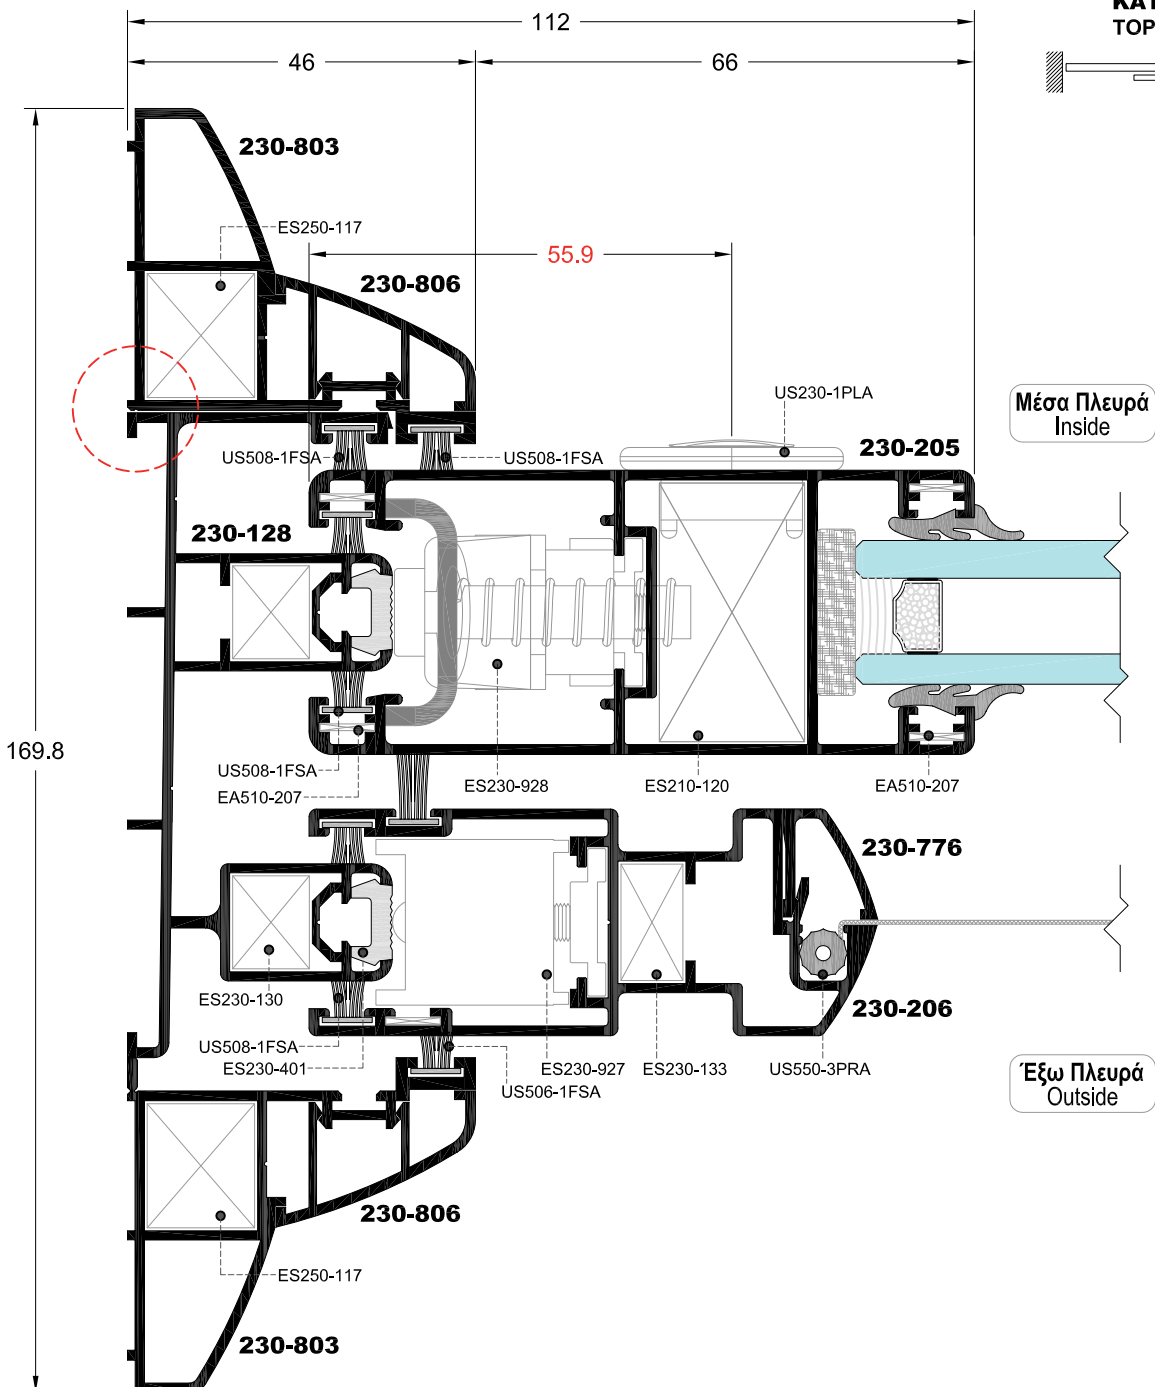 112
ΚΑΤ
TOP
46
66
230-803
ES250-117
55.9
230-806
US230-1PLA
Μέσα Πλευρά
Inside
230-205
US508-1FSA
US508-1FSA
230-128
169.8
US508-1FSA
EA510-207
ES230-928
ES210-120
EA510-207
230-776
ES230-130
230-206
US508-1FSA
ES230-401
ES230-927
ES230-133
US550-3PRA
US506-1FSA
Έξω Πλευρά
Outside
230-806
ES250-117
230-803